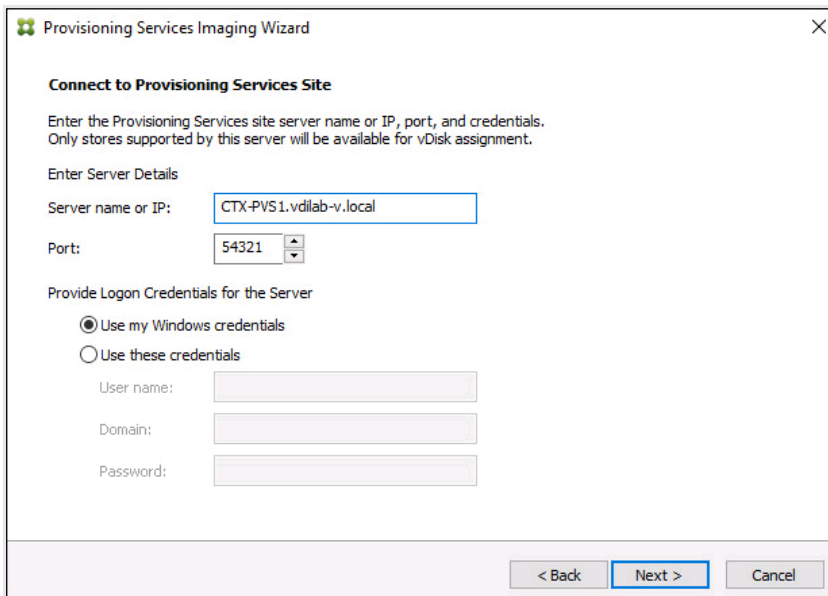 Provisioning Services Imaging Wizard
Connect to Provisioning Services Site
Enter the Provisioning Services site server name or IP, port, and credentials.
Only stores supported by this server will be available for vDisk assignment.
Enter Server Details
Server name or IP: CTX-PVS1.vdilab-v.local
Port: 54321
Provide Logon Credentials for the Server
Use my Windows credentials
Use these credentials
User name:
Domain:
Password:
< Back Next > Cancel